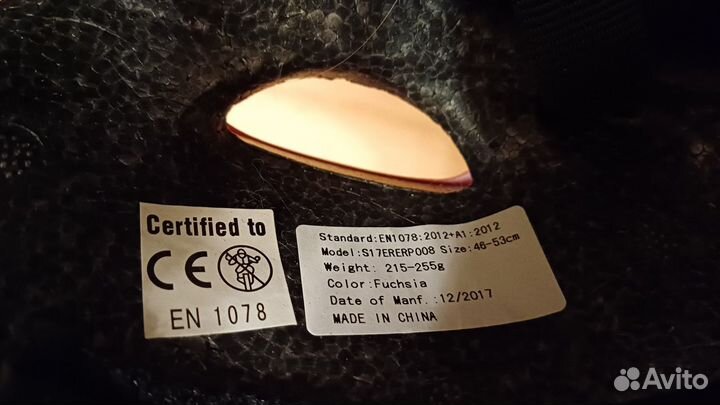 Certified to
CE
EN 1078
Standard:EN1078:2012+A1:2012
Model:S17ERERP008 Size:46-53cm
Weight: 215-255g
Color:Fuchsia
Date of Manf.:12/2017
MADE IN CHINA
Avito